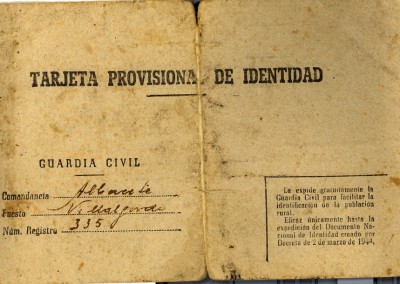 TARJETA PROVISIONAL DE IDENTIDAD
GUARDIA CIVIL
Comandancia Albacete
Puesto Villalgordo
Núm. Registro 335
Se expide gratuitamente la
Guardia Civil para facilitar la
identificación de la población
rural.
Eficaz únicamente hasta la
expedición del Documento Na-
cional de Identidad creado por
Decreto de 2 de marzo de 1944.